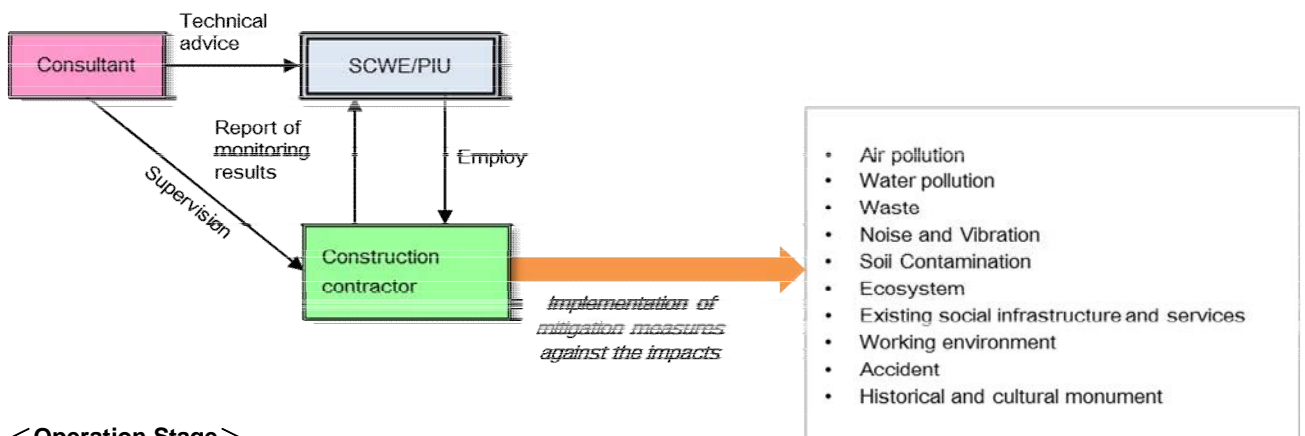 Technical
advice
Consultant
SCWE/PIU
Report of
monitoring
results
Employ
Supervision
Construction
contractor
Implementation of
mitigation measures
against the impacts
• Air pollution
• Water pollution
• Waste
• Noise and Vibration
• Soil Contamination
• Ecosystem
• Existing social infrastructure and services
• Working environment
• Accident
• Historical and cultural monument
<Operation Stage>